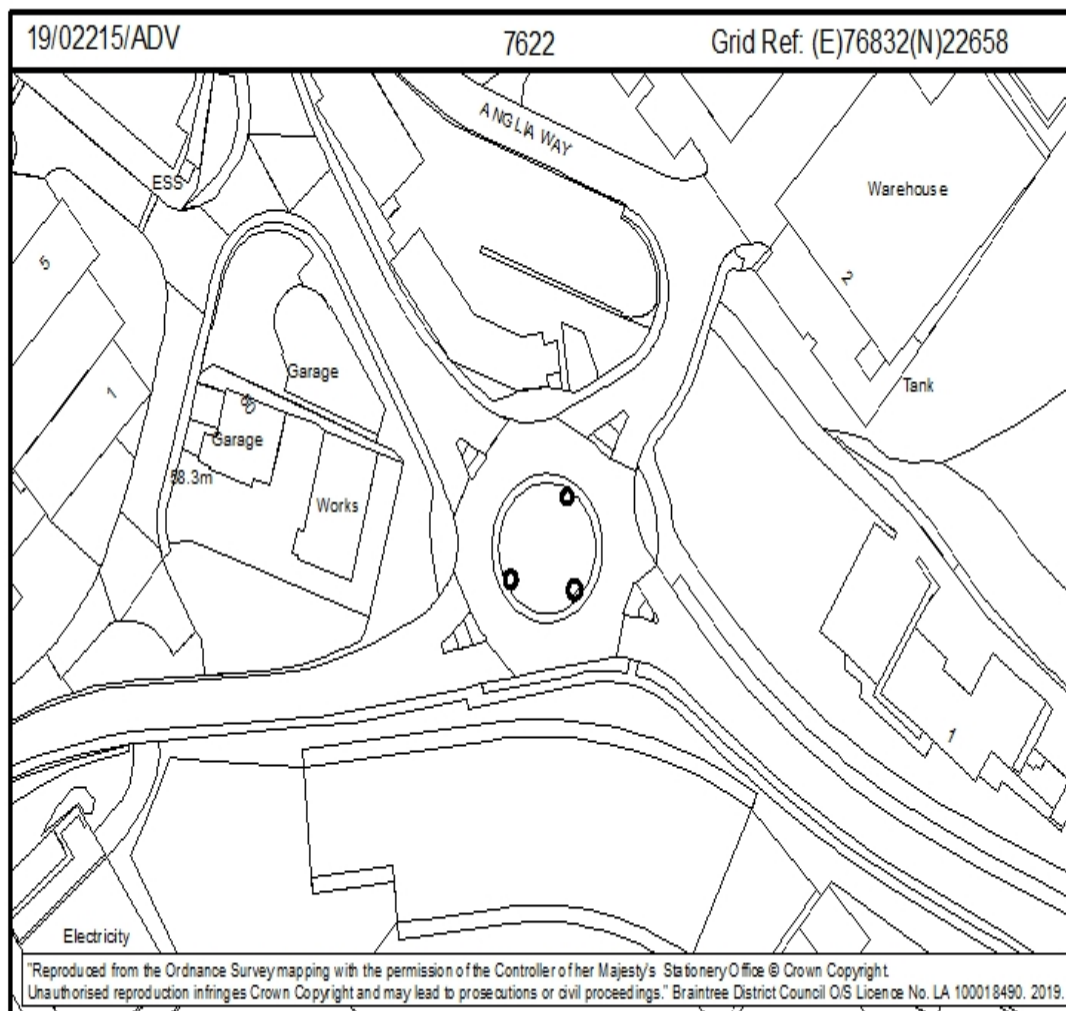 19/02215/ADV 7622 Grid Ref: (E)76832(N)22658
ANGLIA WAY
ESS
Warehouse
5
2
Garage
Tank
1
Garage
58.3m
Works
1
Electricity
"Reproduced from the Ordnance Survey mapping with the permission of the Controller of her Majesty's Stationery Office © Crown Copyright.
Unauthorised reproduction infringes Crown Copyright and may lead to prosecutions or civil proceedings." Braintree District Council O/S Licence No. LA 100018490. 2019.